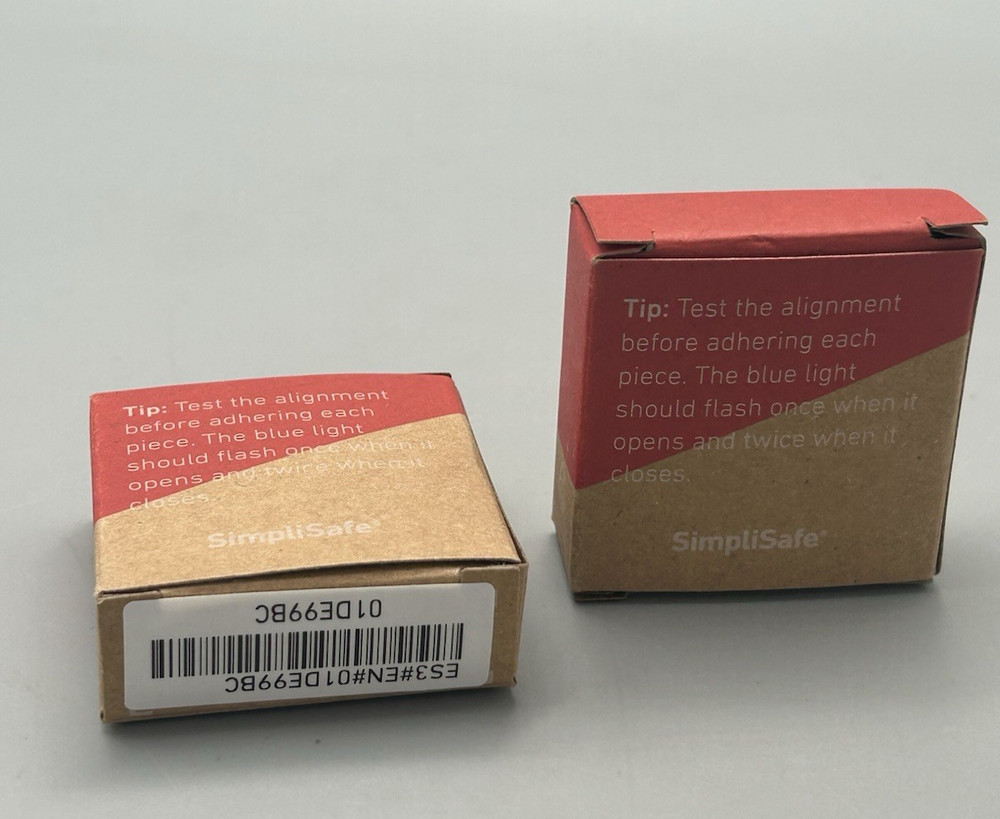 Tip: Test the alignment
before adhering each
piece. The blue light
should flash once when it
opens and twice when it
closes.
SimpliSafe®
01DE99BC
ES3#EN#01DE99BC
Tip: Test the alignment
before adhering each
piece. The blue light
should flash once when it
opens and twice when it
closes.
SimpliSafe®